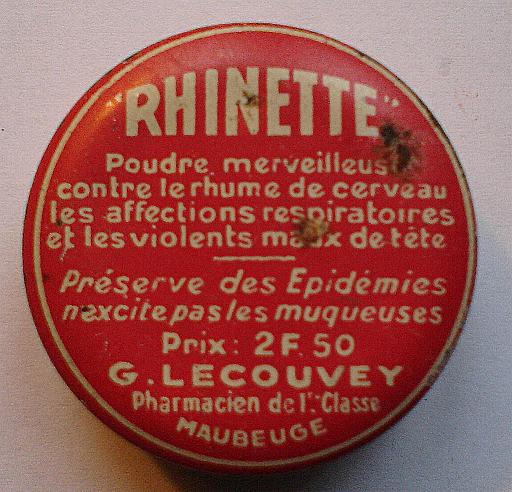 "RHINETTE"
Poudre merveilleuse
contre le rhume de cerveau
les affections respiratoires
et les violents maux de tête
Préserve des Epidémies
n'excite pas les muqueuses
Prix: 2F.50
G. LECOUVEY
Pharmacien de 1re Classe
MAUBEUGE